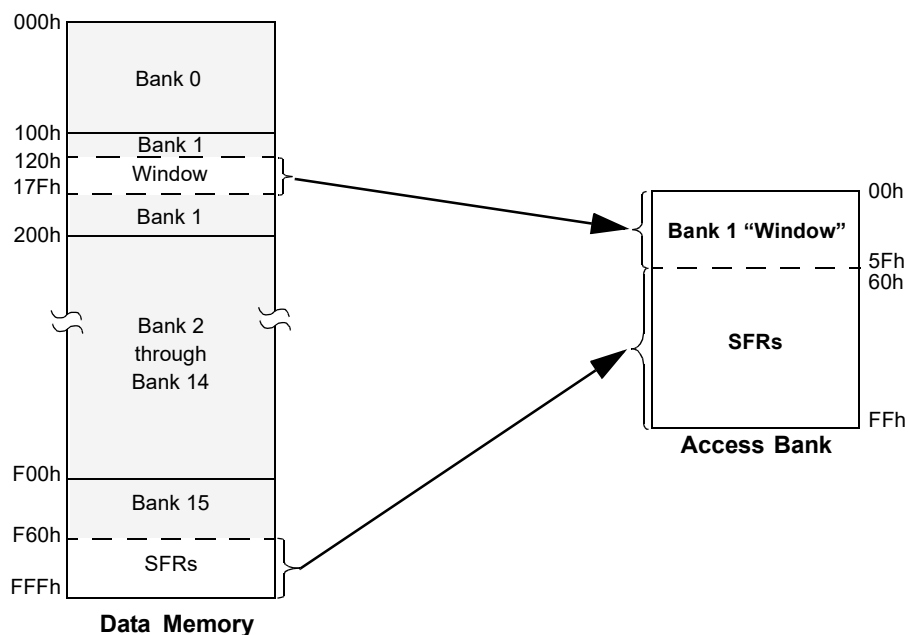 000h
Bank 0
100h
Bank 1
120h
Window
17Fh
Bank 1
200h
Bank 2
through
Bank 14
F00h
Bank 15
F60h
SFRs
FFFh
Data Memory
00h
Bank 1 “Window”
5Fh
60h
SFRs
FFh
Access Bank